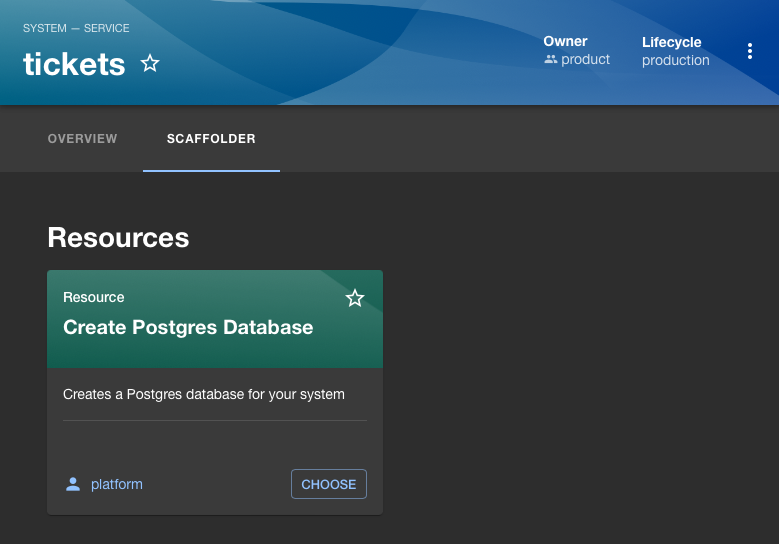 SYSTEM — SERVICE
tickets
Owner
product
Lifecycle
production
OVERVIEW
SCAFFOLDER
Resources
Resource
Create Postgres Database
Creates a Postgres database for your system
platform
CHOOSE